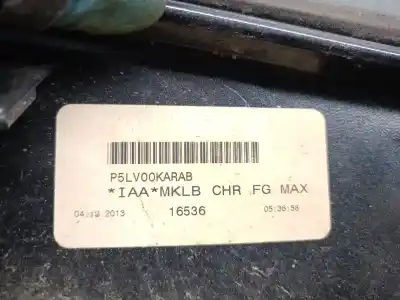 P5LV00KARAB
*IAA*MKLB CHR FG MAX
16536 05:36:56